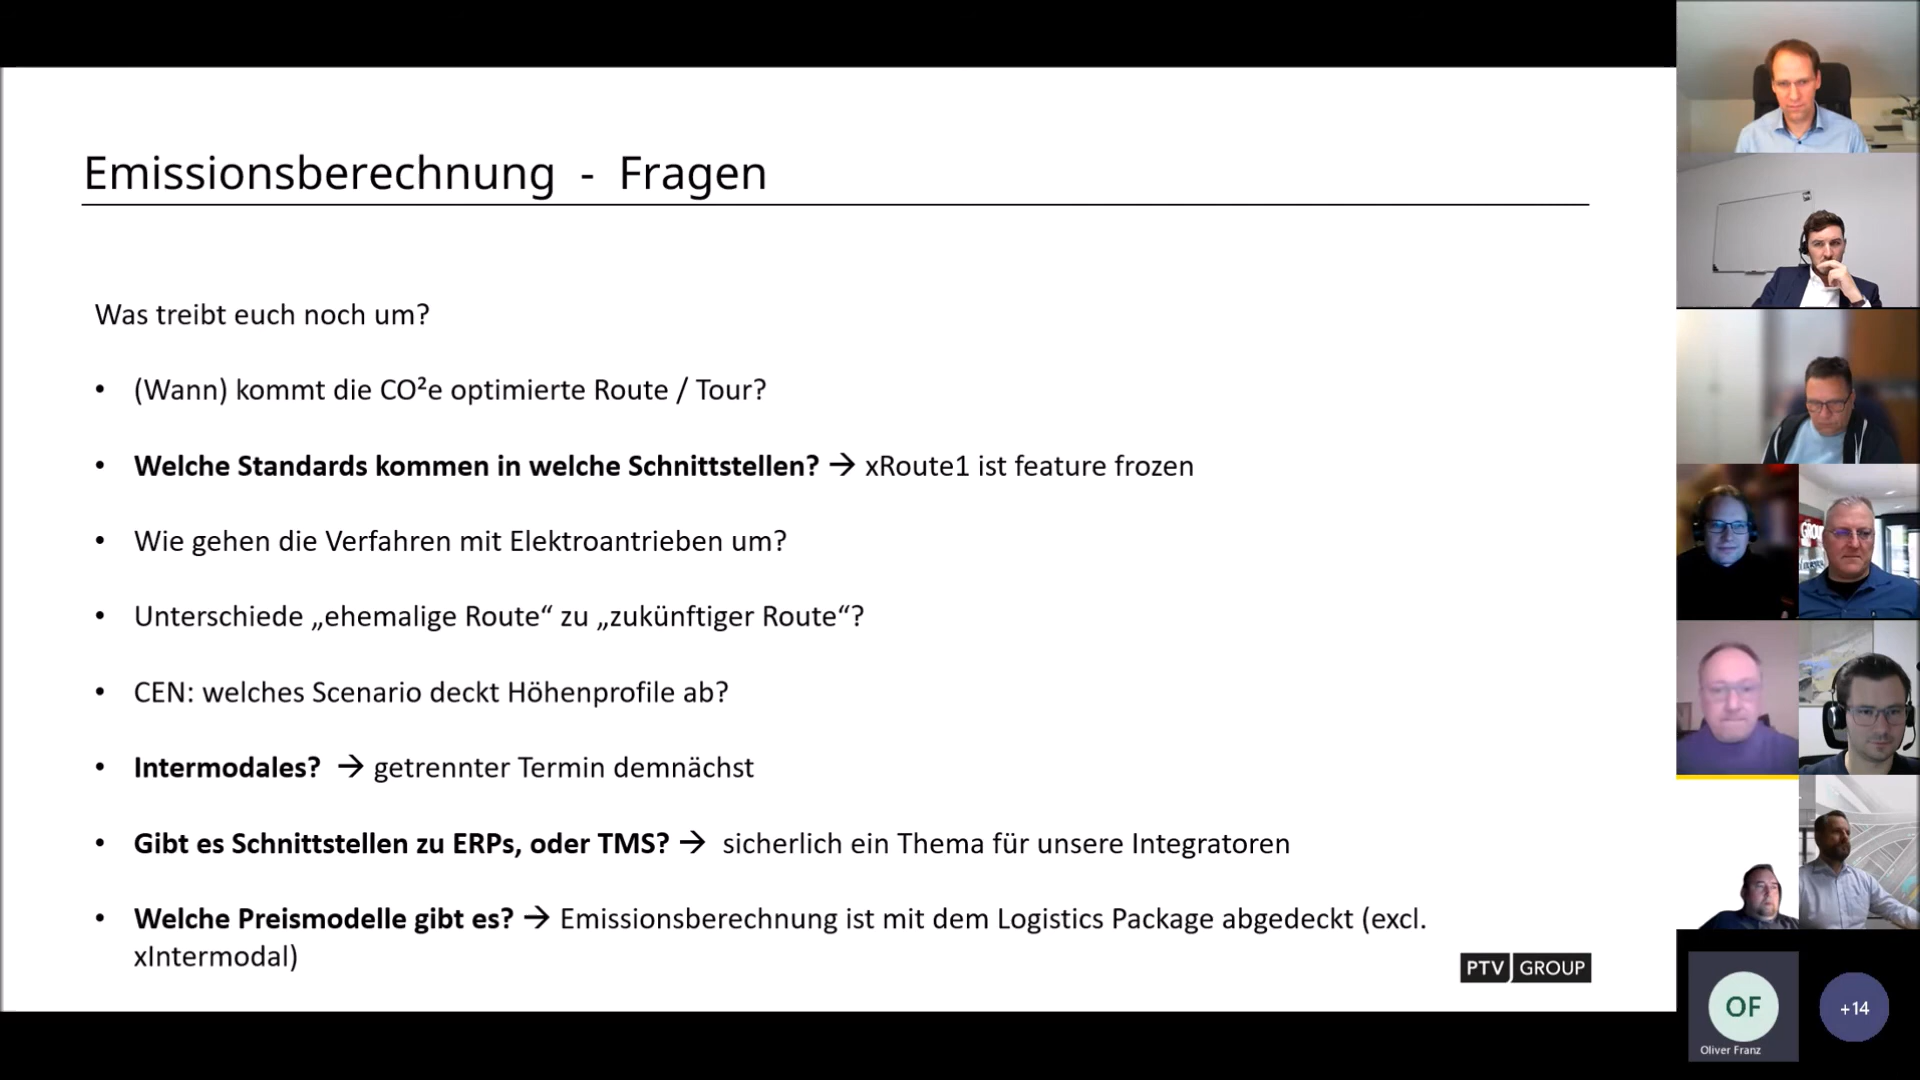 Emissionsberechnung - Fragen
Was treibt euch noch um?
• (Wann) kommt die CO²e optimierte Route / Tour?
• Welche Standards kommen in welche Schnittstellen? → xRoute1 ist feature frozen
• Wie gehen die Verfahren mit Elektroantrieben um?
• Unterschiede „ehemalige Route“ zu „zukünftiger Route“?
• CEN: welches Scenario deckt Höhenprofile ab?
• Intermodales? → getrennter Termin demnächst
• Gibt es Schnittstellen zu ERPs, oder TMS? → sicherlich ein Thema für unsere Integratoren
• Welche Preismodelle gibt es? → Emissionsberechnung ist mit dem Logistics Package abgedeckt (excl.
xIntermodal)
PTV GROUP
OF
Oliver Franz
+14